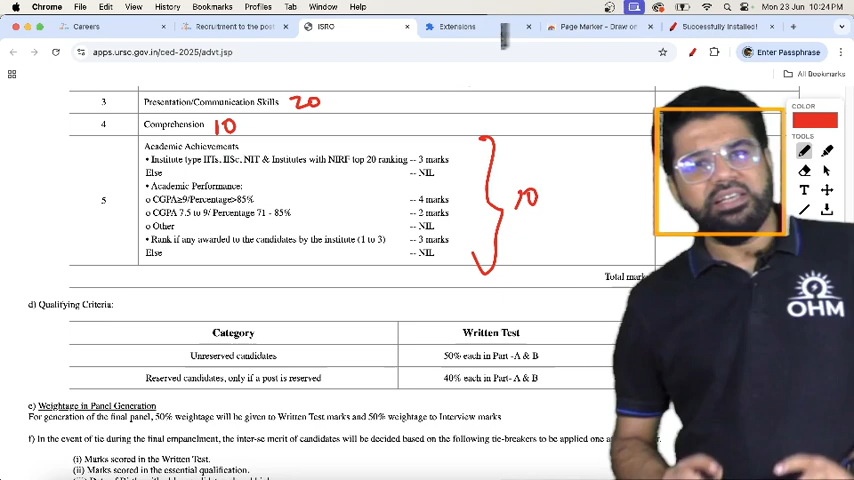 Chrome File Edit View History Bookmarks Profiles Tab Window Help Mon 23 Jun 10:24 PM
Careers Recruitment to the post ISRO Extensions Page Marker - Draw on Successfully Installed!
apps.ursc.gov.in/ced-2025/advt.jsp Enter Passphrase
All Bookmarks
COLOR
TOOLS
T
3 Presentation/Communication Skills 20
4 Comprehension 10
5
Academic Achievements
• Institute type IITs, IISc, NIT & Institutes with NIRF top 20 ranking -- 3 marks
Else -- NIL
• Academic Performance:
o CGPA≥9/Percentage>85% -- 4 marks
o CGPA 7.5 to 9/ Percentage 71 - 85% -- 2 marks
o Other -- NIL
• Rank if any awarded to the candidates by the institute (1 to 3) -- 3 marks
Else -- NIL
10
Total mark
d) Qualifying Criteria:
Category Written Test
Unreserved candidates 50% each in Part -A & B
Reserved candidates, only if a post is reserved 40% each in Part-A & B
e) Weightage in Panel Generation
For generation of the final panel, 50% weightage will be given to Written Test marks and 50% weightage to Interview marks
f) In the event of tie during the final empanelment, the inter-se merit of candidates will be decided based on the following tie-breakers to be applied one a
(i) Marks scored in the Written Test.
(ii) Marks scored in the essential qualification.
OHM